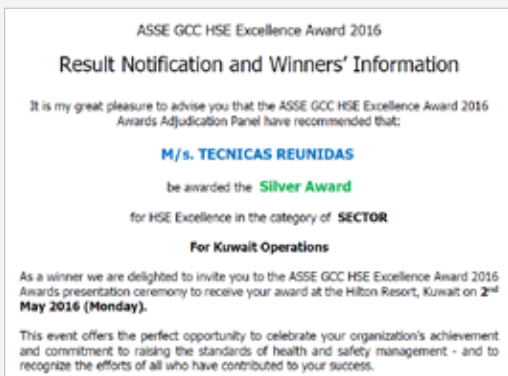 ASSE GCC HSE Excellence Award 2016
Result Notification and Winners' Information
It is my great pleasure to advise you that the ASSE GCC HSE Excellence Award 2016
Awards Adjudication Panel have recommended that:
M/s. TECNICAS REUNIDAS
be awarded the Silver Award
for HSE Excellence in the category of SECTOR
For Kuwait Operations
As a winner we are delighted to invite you to the ASSE GCC HSE Excellence Award 2016
Awards presentation ceremony to receive your award at the Hilton Resort, Kuwait on 2nd
May 2016 (Monday).
This event offers the perfect opportunity to celebrate your organization's achievement
and commitment to raising the standards of health and safety management - and to
recognize the efforts of all who have contributed to your success.